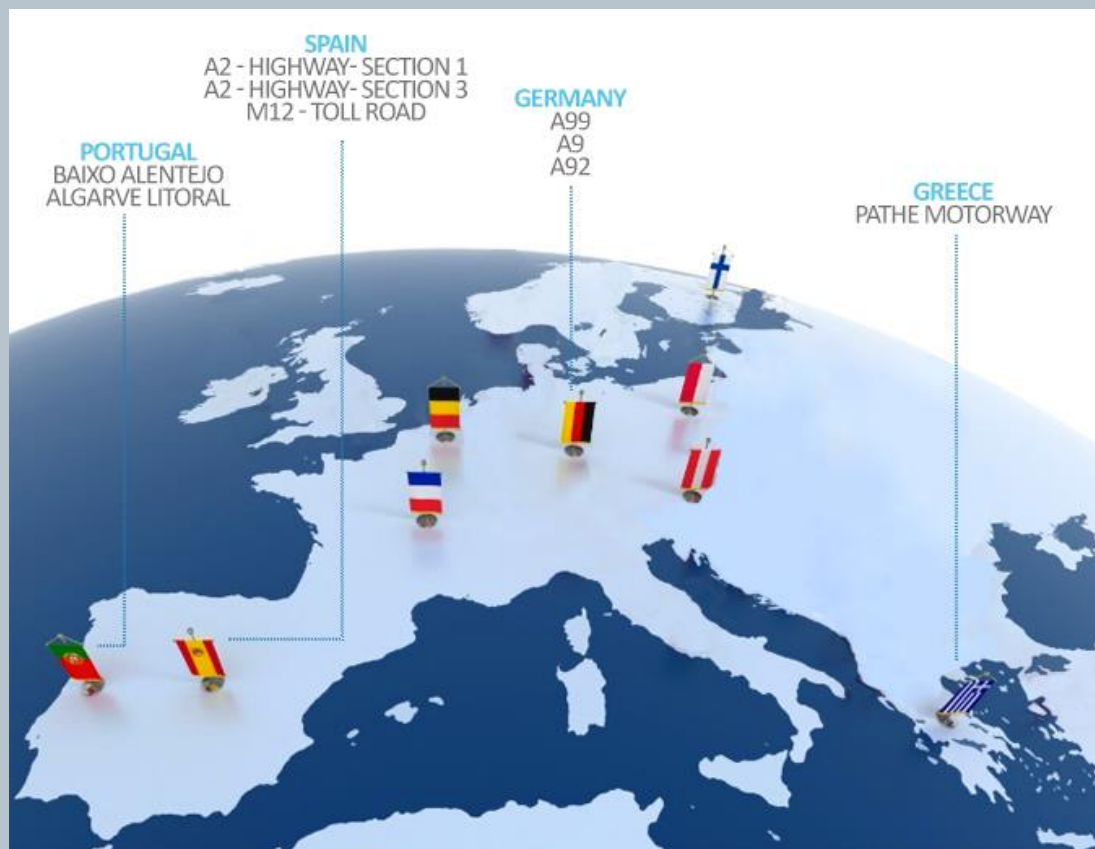 SPAIN
A2 - HIGHWAY- SECTION 1
A2 - HIGHWAY- SECTION 3
M12 - TOLL ROAD
GERMANY
A99
A9
A92
PORTUGAL
BAIXO ALENTEJO
ALGARVE LITORAL
GREECE
PATHE MOTORWAY